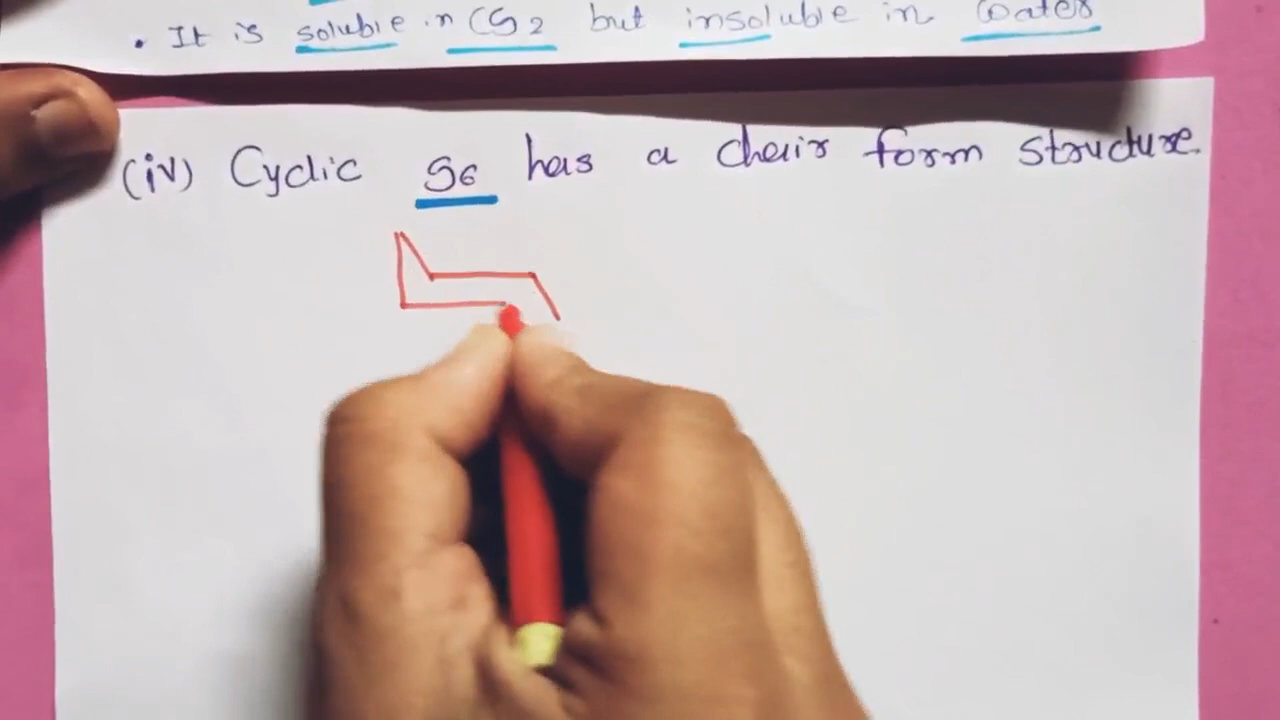 . It is soluble in CS2 but insoluble in water
(iv) Cyclic S6 has a chair form structure.